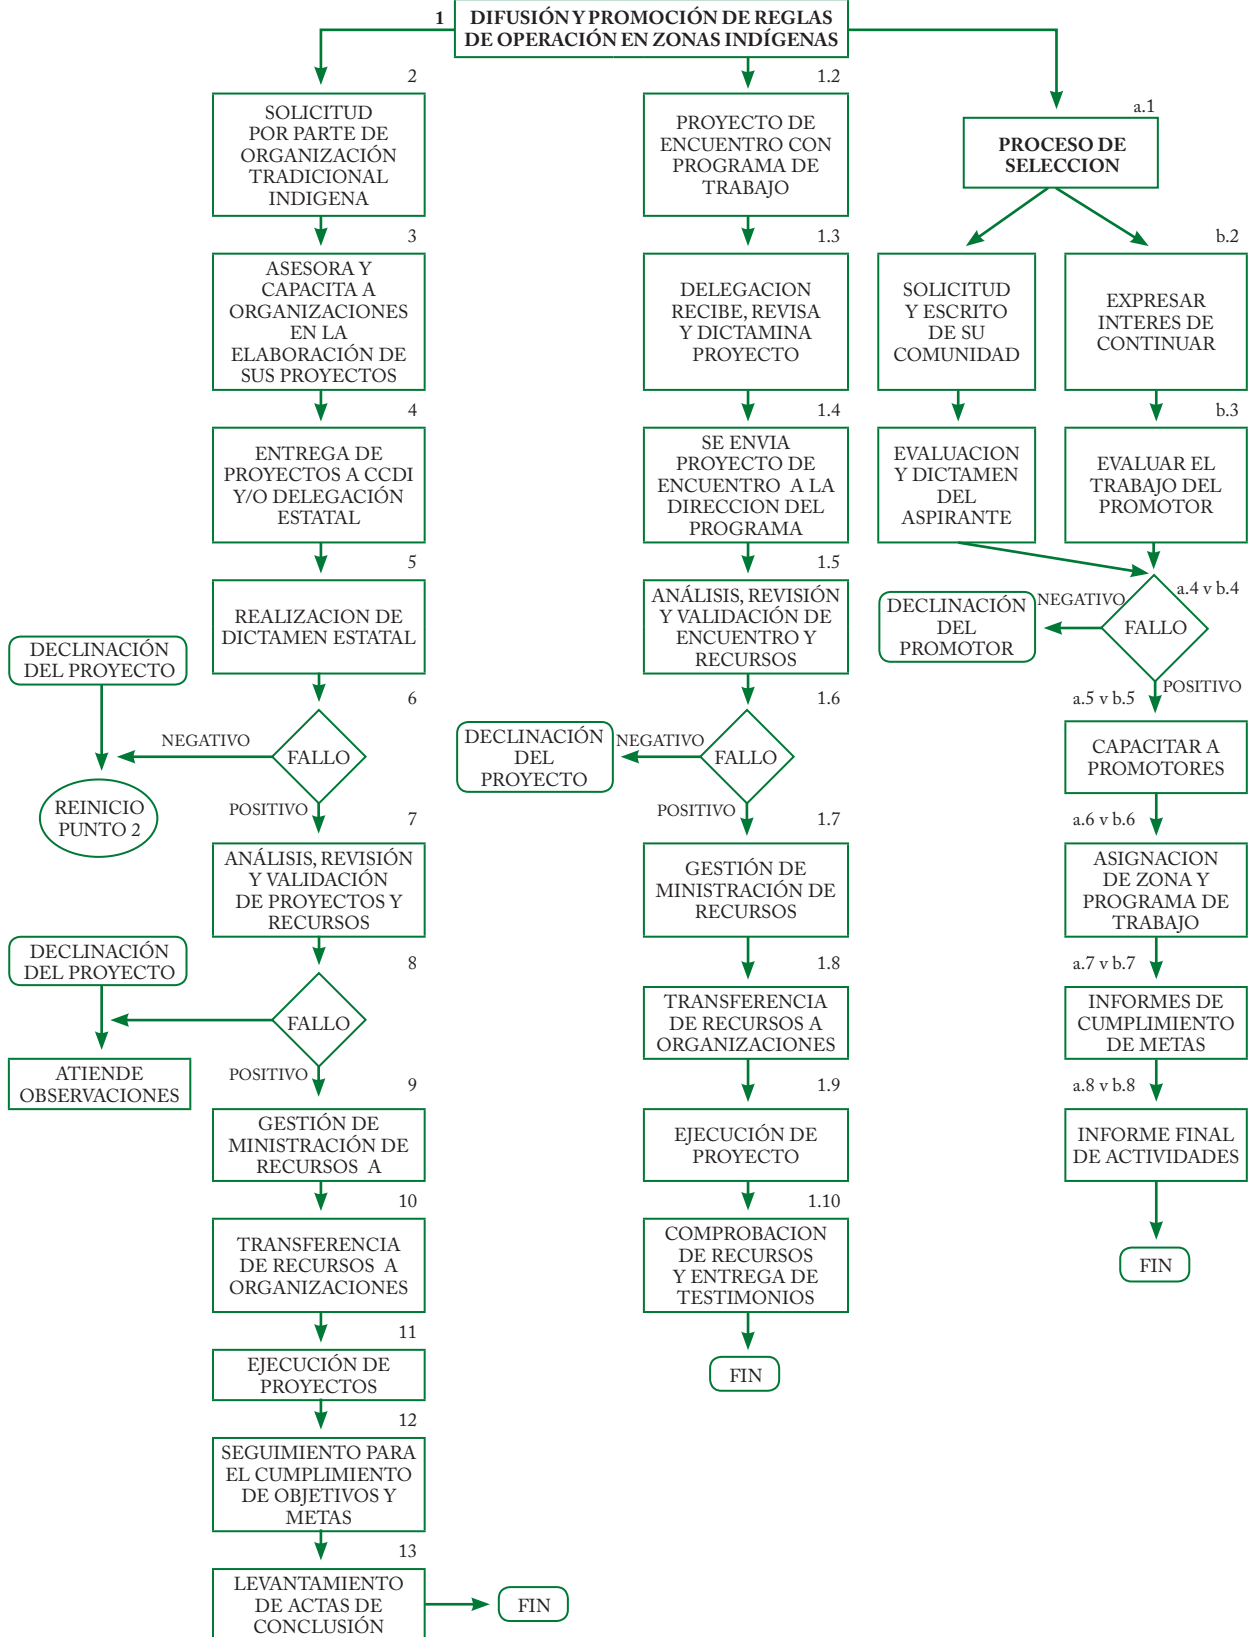 1
DIFUSIÓN Y PROMOCIÓN DE REGLAS
DE OPERACIÓN EN ZONAS INDÍGENAS
2
SOLICITUD
POR PARTE DE
ORGANIZACIÓN
TRADICIONAL
INDIGENA
3
ASESORA Y
CAPACITA A
ORGANIZACIONES
EN LA
ELABORACIÓN DE
SUS PROYECTOS
4
ENTREGA DE
PROYECTOS A CCDI
Y/O DELEGACIÓN
ESTATAL
5
REALIZACION DE
DICTAMEN ESTATAL
DECLINACIÓN
DEL PROYECTO
6
NEGATIVO
FALLO
REINICIO
PUNTO 2
POSITIVO
7
ANÁLISIS, REVISIÓN
Y VALIDACIÓN
DE PROYECTOS Y
RECURSOS
DECLINACIÓN
DEL PROYECTO
8
FALLO
ATIENDE
OBSERVACIONES
POSITIVO
9
GESTIÓN DE
MINISTRACIÓN DE
RECURSOS A
10
TRANSFERENCIA
DE RECURSOS A
ORGANIZACIONES
11
EJECUCIÓN DE
PROYECTOS
12
SEGUIMIENTO PARA
EL CUMPLIMIENTO
DE OBJETIVOS Y
METAS
13
LEVANTAMIENTO
DE ACTAS DE
CONCLUSIÓN
FIN
1.2
PROYECTO DE
ENCUENTRO CON
PROGRAMA DE
TRABAJO
1.3
DELEGACION
RECIBE, REVISA
Y DICTAMINA
PROYECTO
1.4
SE ENVIA
PROYECTO DE
ENCUENTRO A LA
DIRECCION DEL
PROGRAMA
1.5
ANÁLISIS, REVISIÓN
Y VALIDACIÓN DE
ENCUENTRO Y
RECURSOS
1.6
DECLINACIÓN
DEL
PROYECTO
NEGATIVO
FALLO
POSITIVO
1.7
GESTIÓN DE
MINISTRACIÓN DE
RECURSOS
1.8
TRANSFERENCIA
DE RECURSOS A
ORGANIZACIONES
1.9
EJECUCIÓN DE
PROYECTO
1.10
COMPROBACION
DE RECURSOS
Y ENTREGA DE
TESTIMONIOS
FIN
a.1
PROCESO DE
SELECCION
SOLICITUD
Y ESCRITO
DE SU
COMUNIDAD
EVALUACION
Y DICTAMEN
DEL
ASPIRANTE
b.2
EXPRESAR
INTERES DE
CONTINUAR
b.3
EVALUAR EL
TRABAJO DEL
PROMOTOR
a.4 v b.4
DECLINACIÓN
DEL
PROMOTOR
NEGATIVO
FALLO
POSITIVO
a.5 v b.5
CAPACITAR A
PROMOTORES
a.6 v b.6
ASIGNACION
DE ZONA Y
PROGRAMA DE
TRABAJO
a.7 v b.7
INFORMES DE
CUMPLIMIENTO
DE METAS
a.8 v b.8
INFORME FINAL
DE ACTIVIDADES
FIN